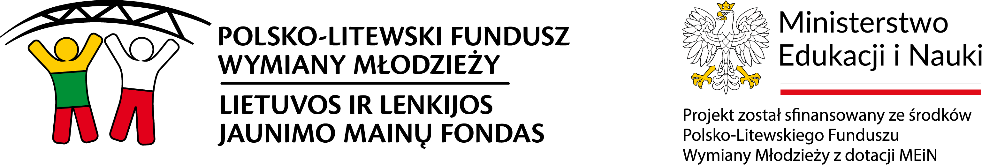 POLSKO-LITEWSKI FUNDUSZ
WYMIANY MŁODZIEŻY
LIETUVOS IR LENKIJOS
JAUNIMO MAINŲ FONDAS
Ministerstwo
Edukacji i Nauki
Projekt został sfinansowany ze środków
Polsko-Litewskiego Funduszu
Wymiany Młodzieży z dotacji MEiN